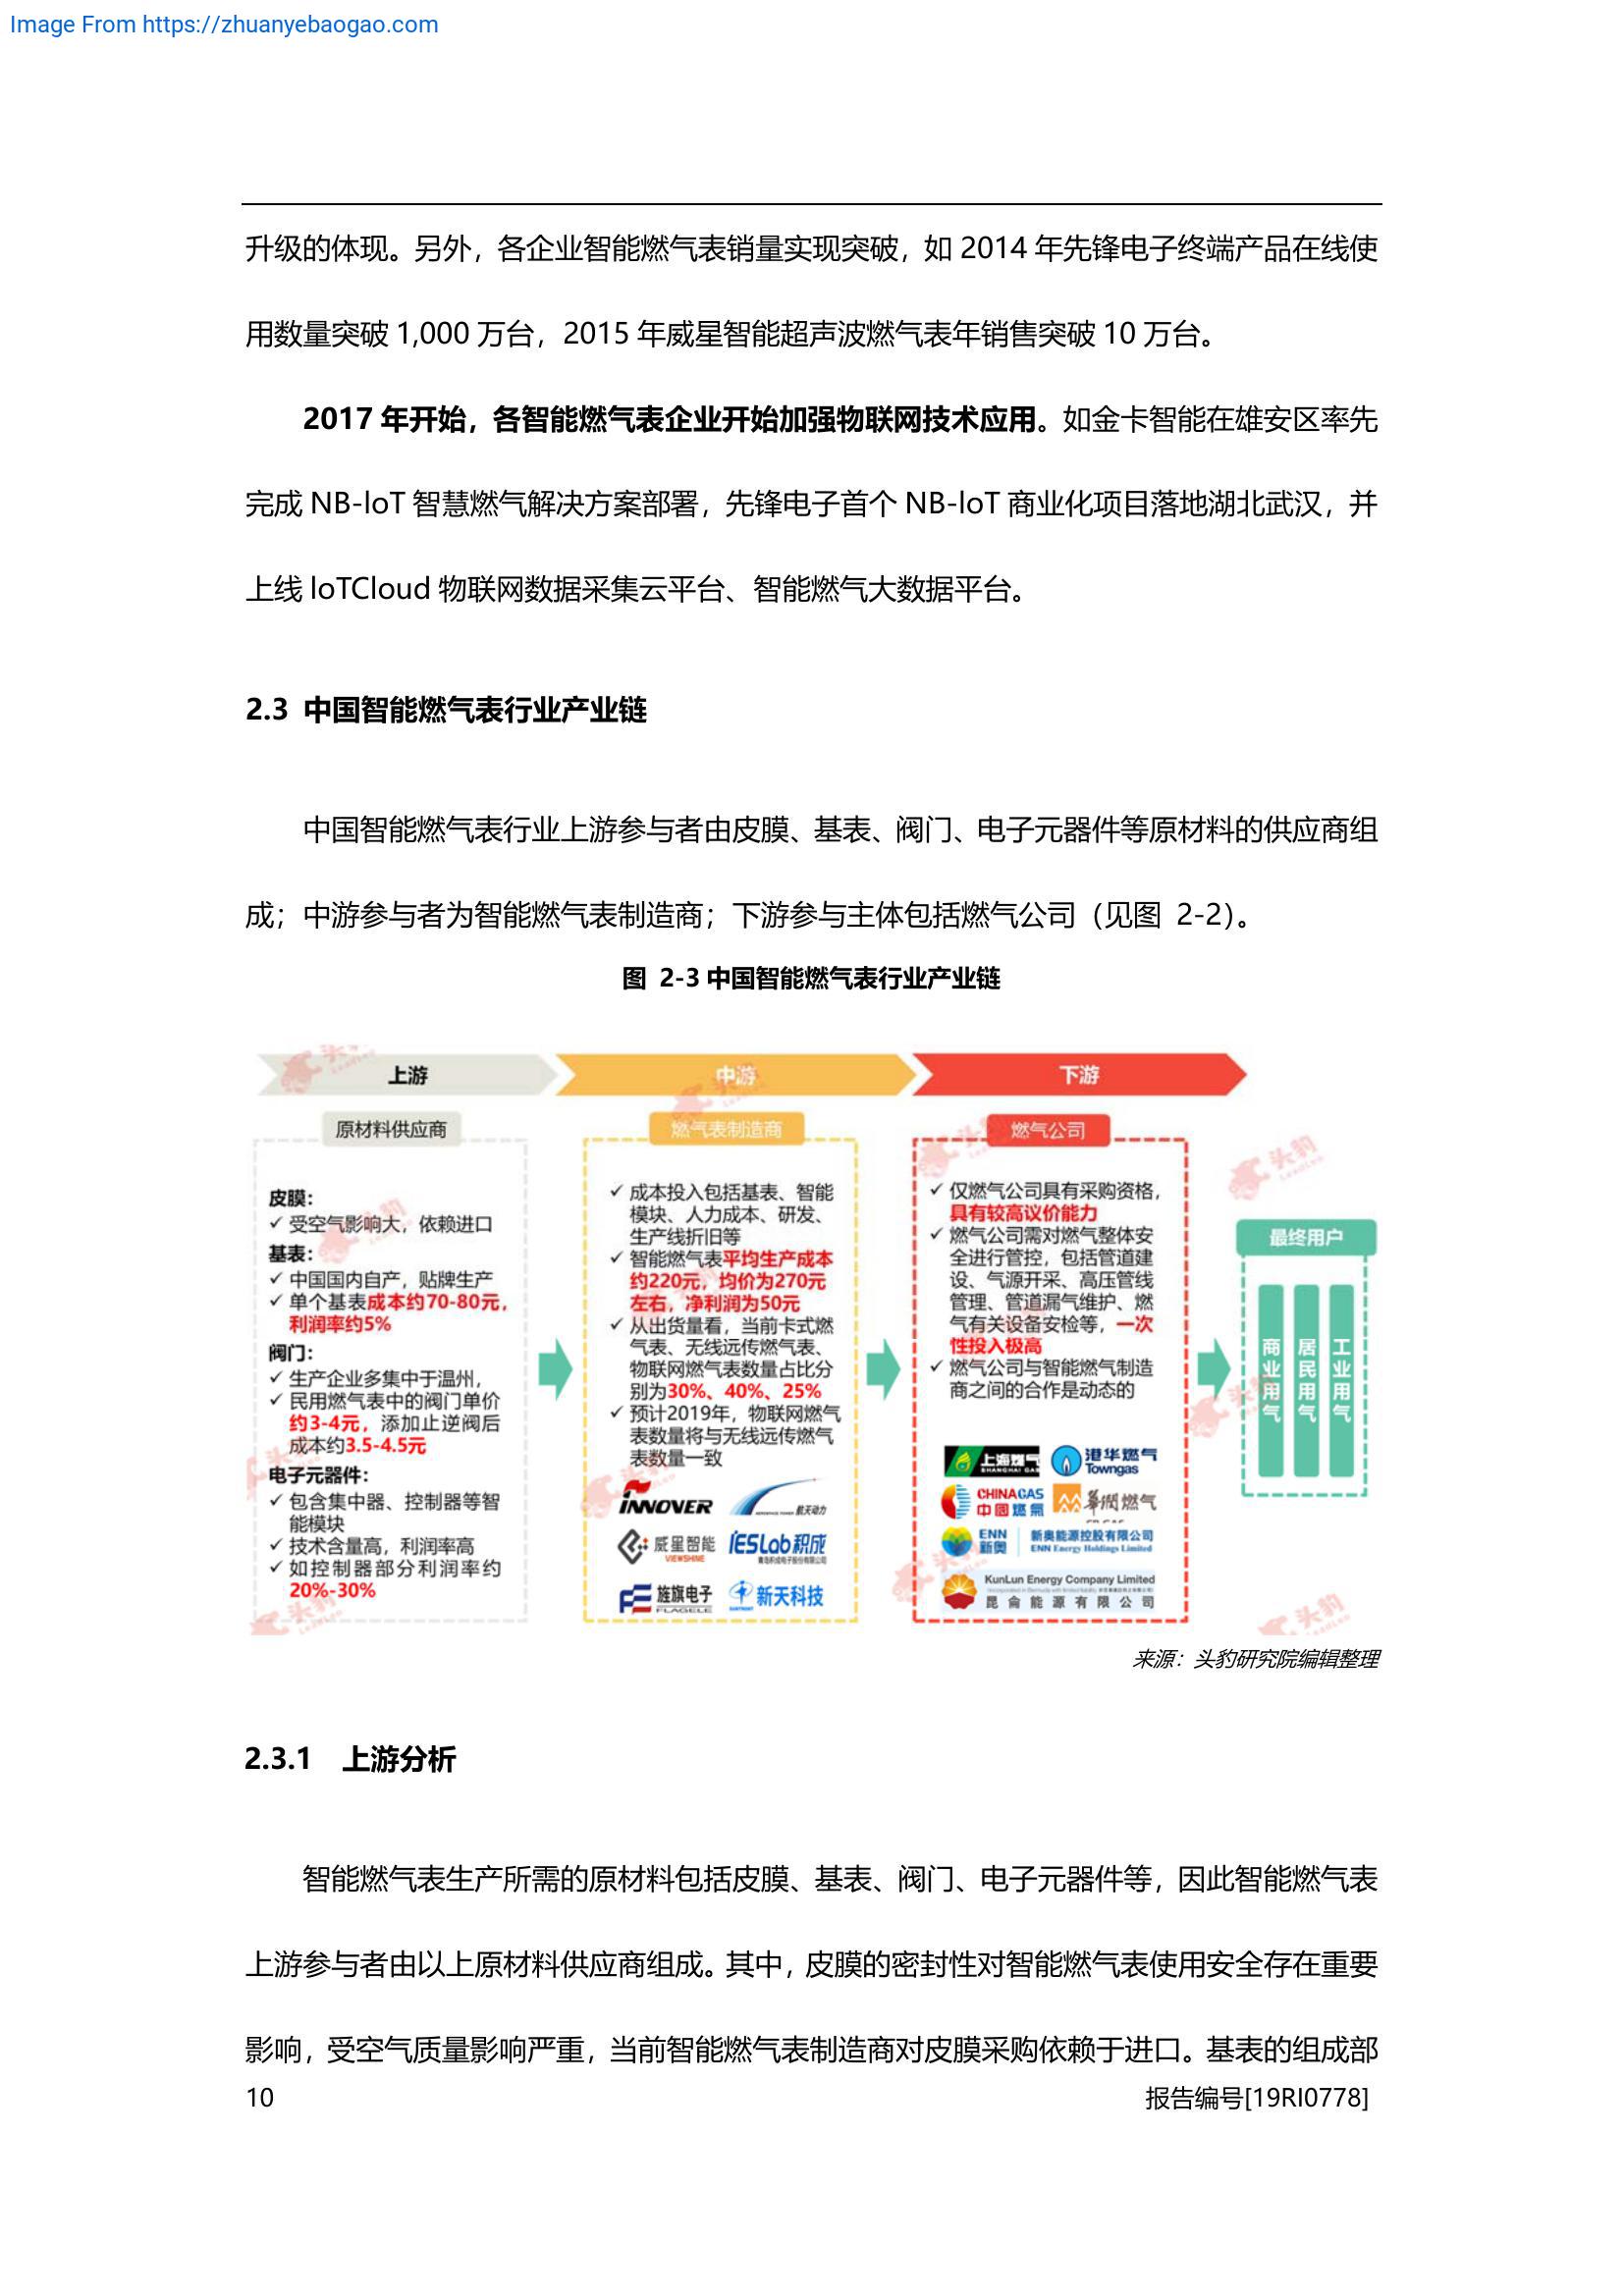 Image From https://zhuanyebaogao.com
升级的体现。另外，各企业智能燃气表销量实现突破，如 2014 年先锋电子终端产品在线使
用数量突破 1,000 万台，2015 年威星智能超声波燃气表年销售突破 10 万台。
2017 年开始，各智能燃气表企业开始加强物联网技术应用。如金卡智能在雄安区率先
完成 NB-IoT 智慧燃气解决方案部署，先锋电子首个 NB-IoT 商业化项目落地湖北武汉，并
上线 IoTCloud 物联网数据采集云平台、智能燃气大数据平台。
2.3 中国智能燃气表行业产业链
中国智能燃气表行业上游参与者由皮膜、基表、阀门、电子元器件等原材料的供应商组
成；中游参与者为智能燃气表制造商；下游参与主体包括燃气公司（见图 2-2）。
图 2-3 中国智能燃气表行业产业链
上游
原材料供应商
皮膜：
✓ 受空气影响大，依赖进口
基表：
✓ 中国国内自产，贴牌生产
✓ 单个基表成本约70-80元，
利润率约5%
阀门：
✓ 生产企业多集中于温州，
✓ 民用燃气表中的阀门单价
约3-4元，添加止逆阀后
成本约3.5-4.5元
电子元器件：
✓ 包含集中器、控制器等智
能模块
✓ 技术含量高，利润率高
✓ 如控制器部分利润率约
20%-30%
中游
燃气表制造商
✓ 成本投入包括基表、智能
模块、人力成本、研发、
生产线折旧等
✓ 智能燃气表平均生产成本
约220元，均价为270元
左右，净利润为50元
✓ 从出货量看，当前卡式燃
气表、无线远传燃气表、
物联网燃气表数量占比分
别为30%、40%、25%
✓ 预计2019年，物联网燃气
表数量将与无线远传燃气
表数量一致
INNOVER
航天动力
威星智能
VIEWSHINE
iESLab积成
旌旗电子
FLAGELE
新天科技
下游
燃气公司
✓ 仅燃气公司具有采购资格，
具有较高议价能力
✓ 燃气公司需对燃气整体安
全进行管控，包括管道建
设、气源开采、高压管线
管理、管道漏气维护、燃
气有关设备安检等，一次
性投入极高
✓ 燃气公司与智能燃气制造
商之间的合作是动态的
上海燃气
SHANGHAI GAS
港华燃气
Towngas
CHINAGAS
中国燃氣
華潤燃气
ENN
新奥
新奥能源控股有限公司
ENN Energy Holdings Limited
KunLun Energy Company Limited
昆仑能源有限公司
最终用户
商业用气
居民用气
工业用气
头豹
LeadLeo
来源：头豹研究院编辑整理
2.3.1 上游分析
智能燃气表生产所需的原材料包括皮膜、基表、阀门、电子元器件等，因此智能燃气表
上游参与者由以上原材料供应商组成。其中，皮膜的密封性对智能燃气表使用安全存在重要
影响，受空气质量影响严重，当前智能燃气表制造商对皮膜采购依赖于进口。基表的组成部
10
报告编号[19RI0778]